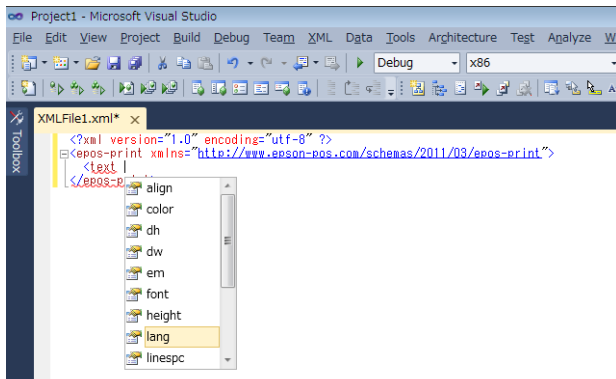 Project1 - Microsoft Visual Studio
File Edit View Project Build Debug Team XML Data Tools Architecture Test Analyze
Debug x86
XMLFile1.xml* ×
Toolbox
<?xml version="1.0" encoding="utf-8" ?>
<epos-print xmlns="http://www.epson-pos.com/schemas/2011/03/epos-print">
<text
</epos-p
align
color
dh
dw
em
font
height
lang
linespc